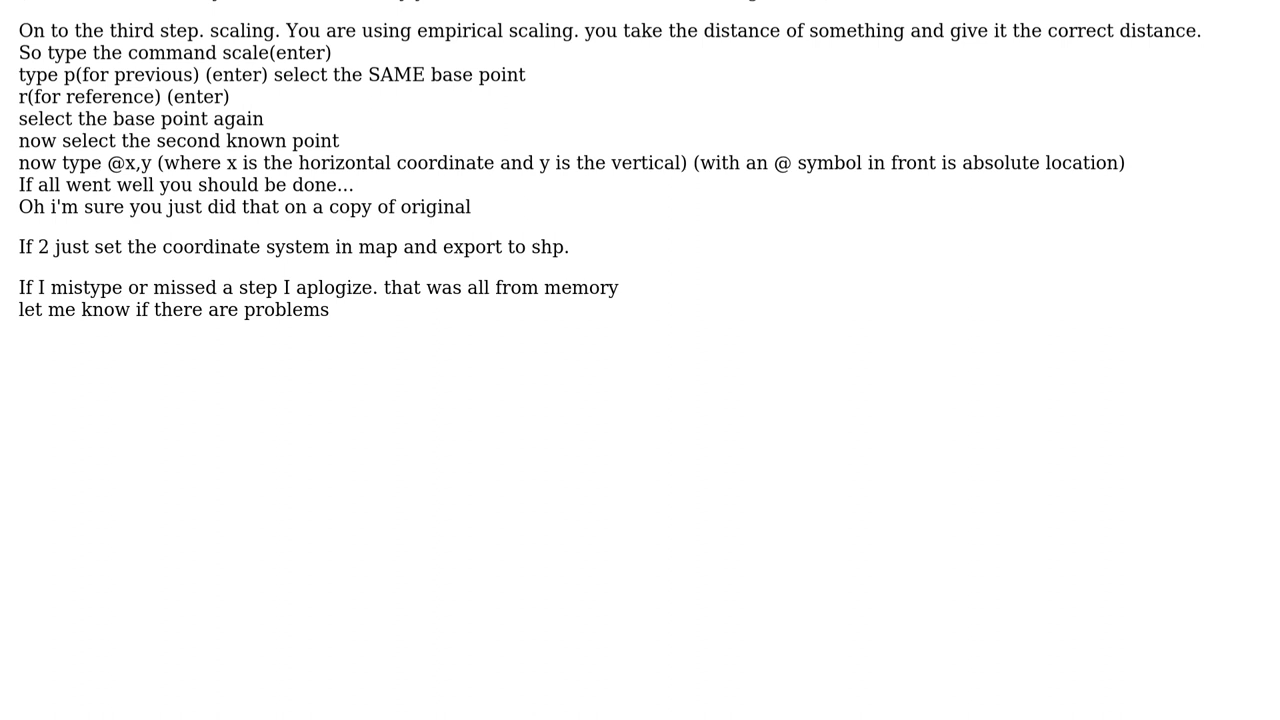 On to the third step. scaling. You are using empirical scaling. you take the distance of something and give it the correct distance.
So type the command scale(enter)
type p(for previous) (enter) select the SAME base point
r(for reference) (enter)
select the base point again
now select the second known point
now type @x,y (where x is the horizontal coordinate and y is the vertical) (with an @ symbol in front is absolute location)
If all went well you should be done...
Oh i'm sure you just did that on a copy of original
If 2 just set the coordinate system in map and export to shp.
If I mistype or missed a step I aplogize. that was all from memory
let me know if there are problems